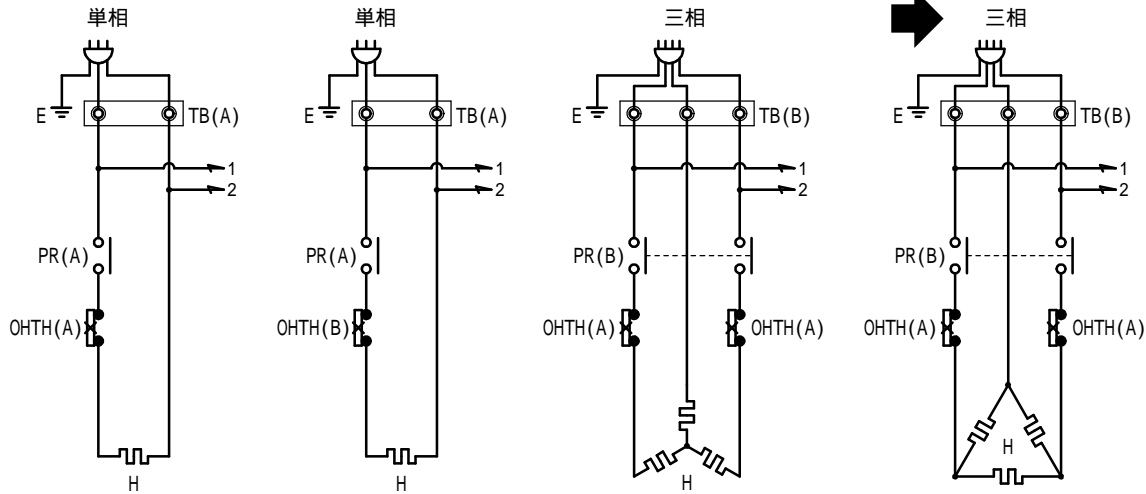 単相
E
TB(A)
1
2
PR(A)
OHTH(A)
H
単相
E
TB(A)
1
2
PR(A)
OHTH(B)
H
三相
E
TB(B)
1
2
PR(B)
OHTH(A)
OHTH(A)
H
三相
E
TB(B)
1
2
PR(B)
OHTH(A)
OHTH(A)
H